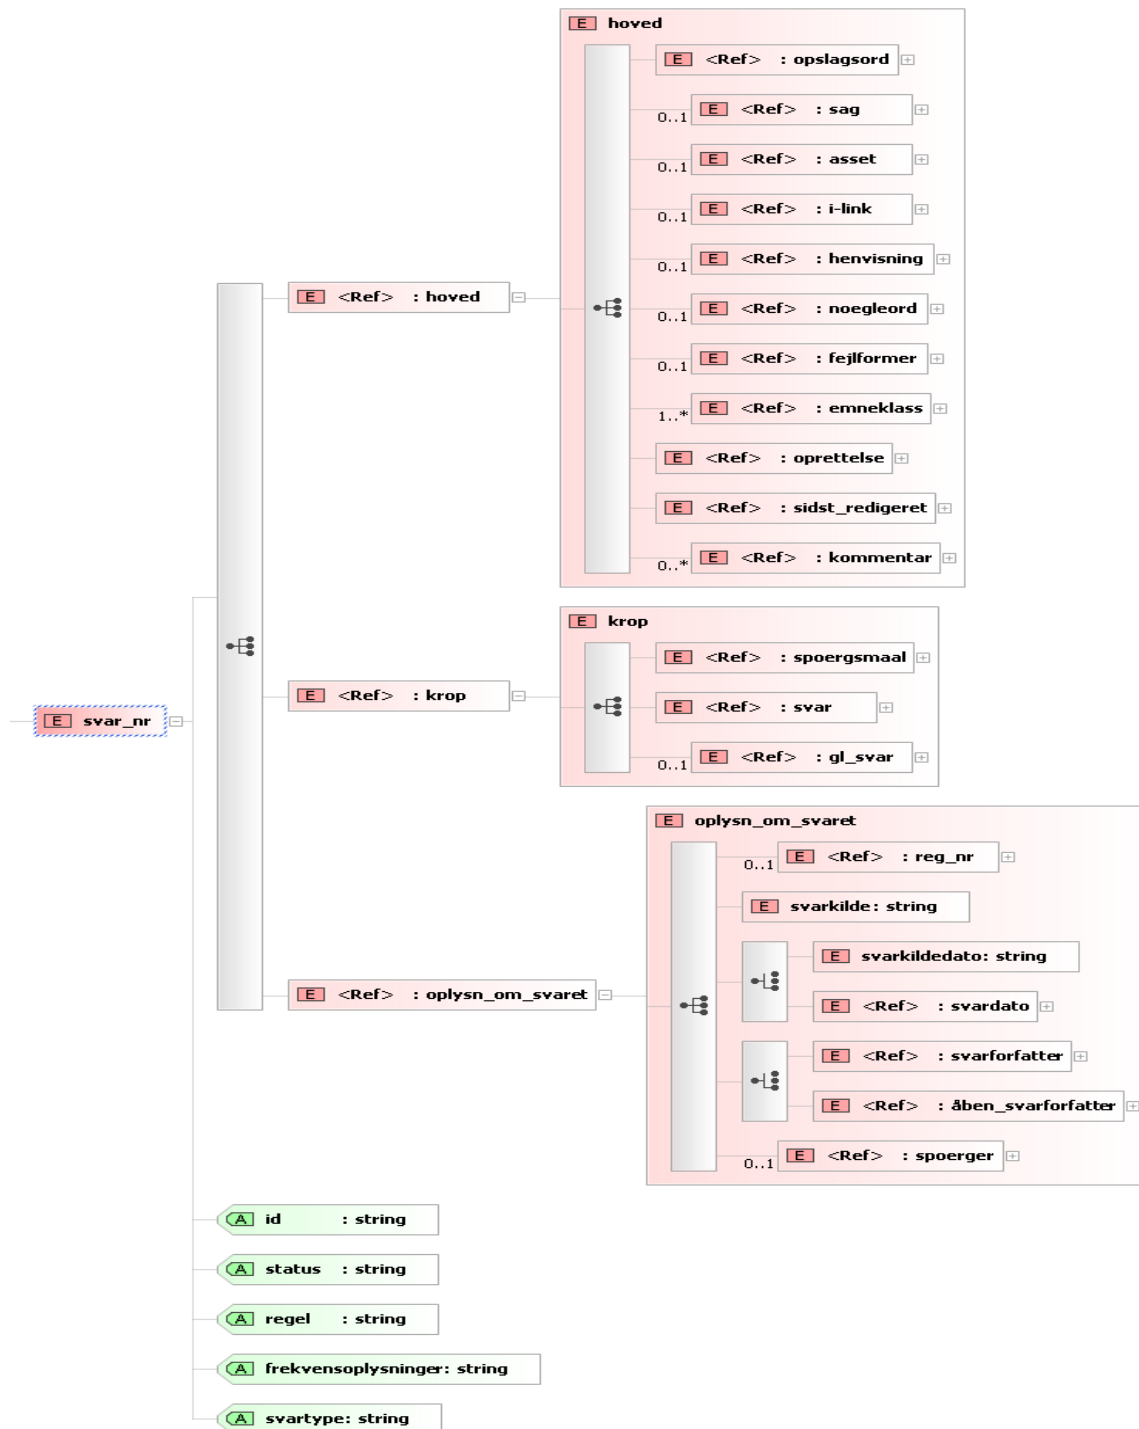 E hoved
E <Ref> : opslagsord
0..1 E <Ref> : sag
0..1 E <Ref> : asset
0..1 E <Ref> : i-link
0..1 E <Ref> : henvisning
E <Ref> : hoved
0..1 E <Ref> : noegleord
0..1 E <Ref> : fejlformer
1..* E <Ref> : emneklass
E <Ref> : oprettelse
E <Ref> : sidst_redigeret
0..* E <Ref> : kommentar
E krop
E <Ref> : spoergsmaal
E <Ref> : krop
E <Ref> : svar
E svar_nr
0..1 E <Ref> : gl_svar
E oplysn_om_svaret
0..1 E <Ref> : reg_nr
E svarkilde: string
E svarkildedato: string
E <Ref> : oplysn_om_svaret
E <Ref> : svardato
E <Ref> : svarforfatter
E <Ref> : åben_svarforfatter
0..1 E <Ref> : spoerger
A id : string
A status : string
A regel : string
A frekvensoplysninger: string
A svartype: string